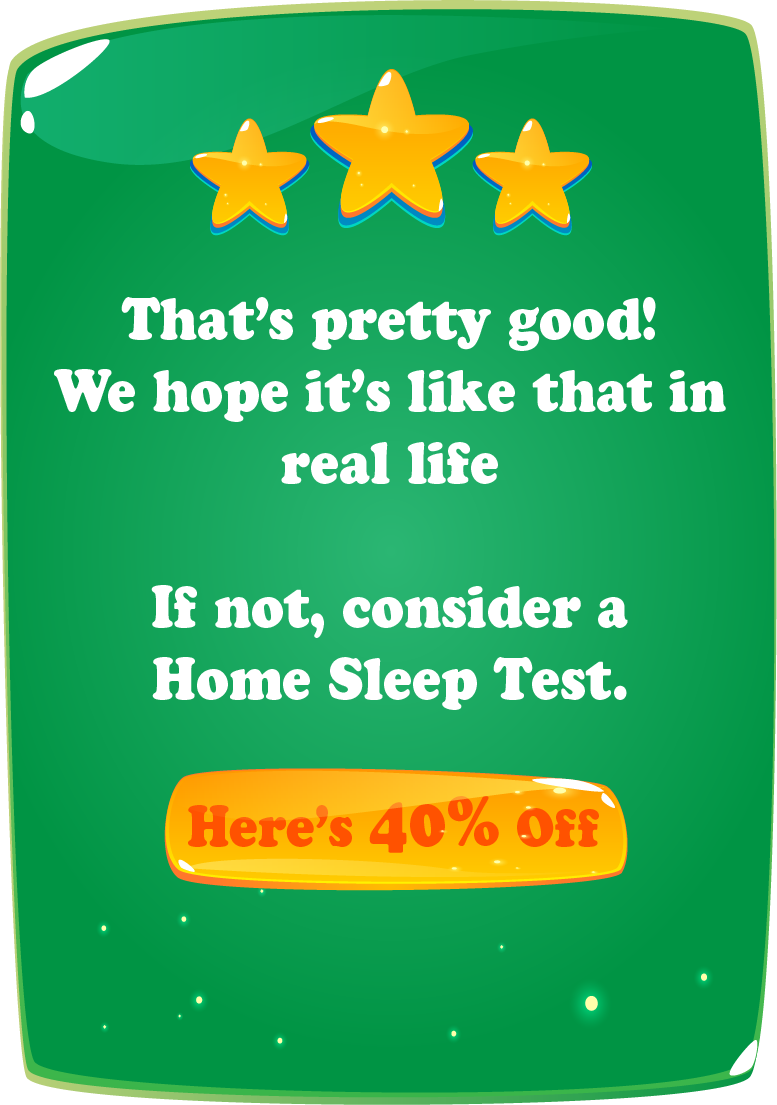 That’s pretty good!
We hope it’s like that in
real life
If not, consider a
Home Sleep Test.
Here’s 40% Off